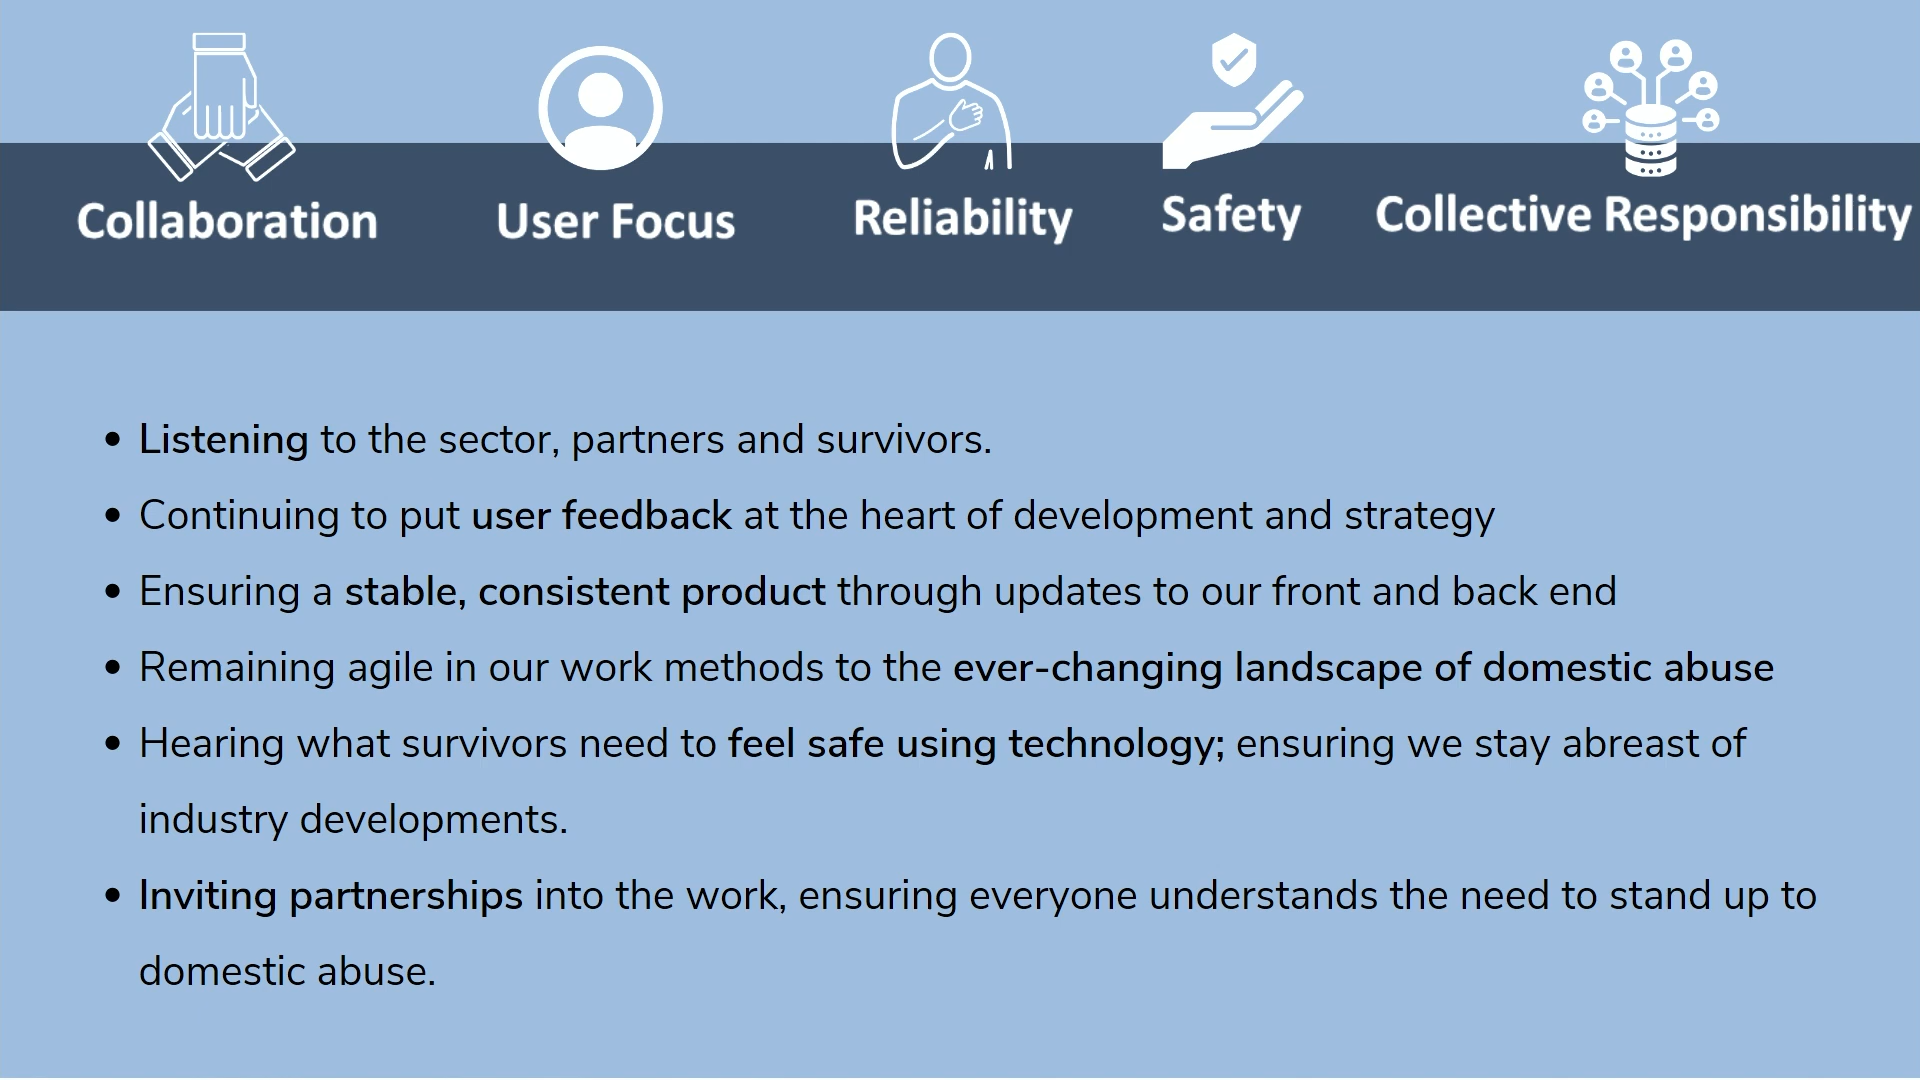 Collaboration User Focus Reliability Safety Collective Responsibility
• Listening to the sector, partners and survivors.
• Continuing to put user feedback at the heart of development and strategy
• Ensuring a stable, consistent product through updates to our front and back end
• Remaining agile in our work methods to the ever-changing landscape of domestic abuse
• Hearing what survivors need to feel safe using technology; ensuring we stay abreast of
industry developments.
• Inviting partnerships into the work, ensuring everyone understands the need to stand up to
domestic abuse.